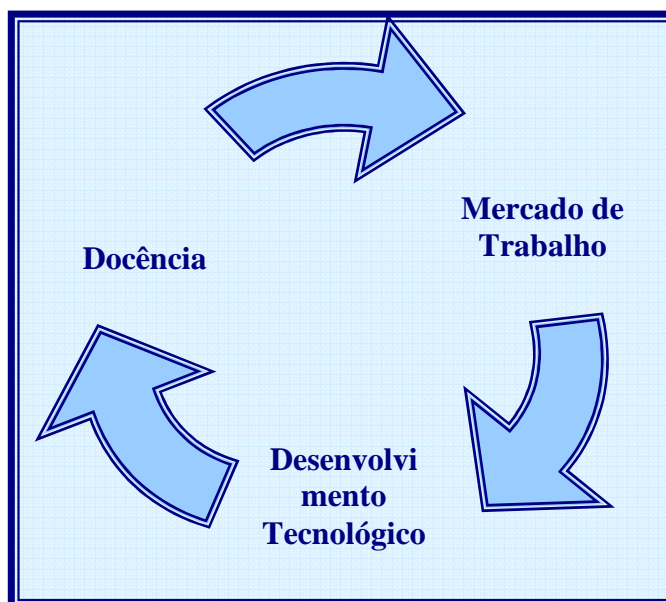 Mercado de
Trabalho
Docência
Desenvolvi
mento
Tecnológico